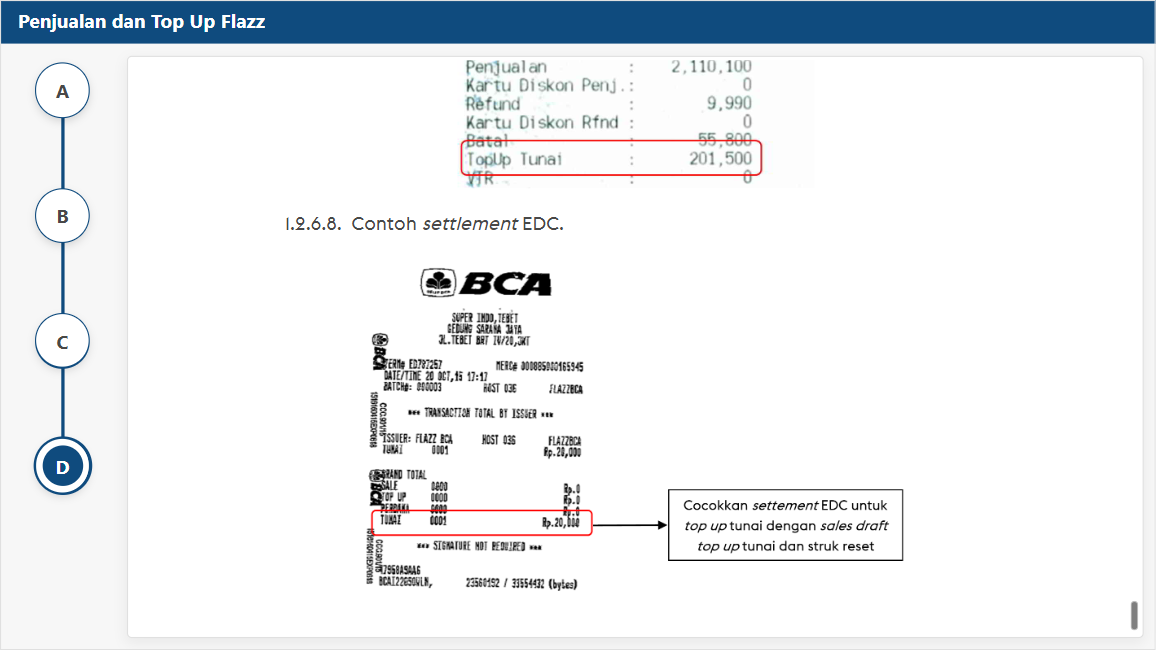 Penjualan dan Top Up Flazz
A
B
C
D
Penjualan : 2,110,100
Kartu Diskon Penj.: 0
Refund : 9,990
Kartu Diskon Rfnd : 0
Batal : 55,800
TopUp Tunai : 201,500
VTR : 0
1.2.6.8. Contoh settlement EDC.
BCA
SUPER INDO,TEBET
GEDUNG SARANA JAYA
JL.TEBET BRT IV/20,JKT
TERM# ED797257 MERC# 000885000165945
DATE/TIME 20 OCT,15 17:17
BATCH#: 000003 HOST 036 FLAZZBCA
*** TRANSACTION TOTAL BY ISSUER ***
ISSUER: FLAZZ BCA HOST 036 FLAZZBCA
TUNAI 0001 Rp.20,000
GRAND TOTAL
SALE 0000 Rp.0
TOP UP 0000 Rp.0
PERDANA 0000 Rp.0
TUNAI 0001 Rp.20,000
*** SIGNATURE NOT REQUIRED ***
23560192 / 33554432 (bytes)
Cocokkan settement EDC untuk
top up tunai dengan sales draft
top up tunai dan struk reset